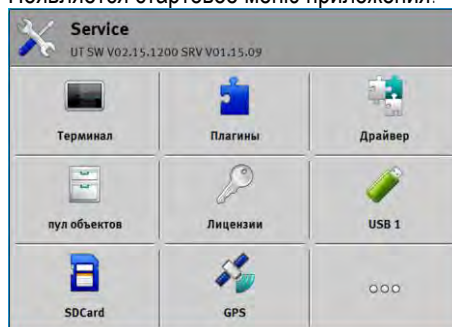 Появляется стартовое меню приложения.
Service
UT SW V02.15.1200 SRV V01.15.09
Терминал
Плагины
Драйвер
пул объектов
Лицензии
USB 1
SDCard
GPS